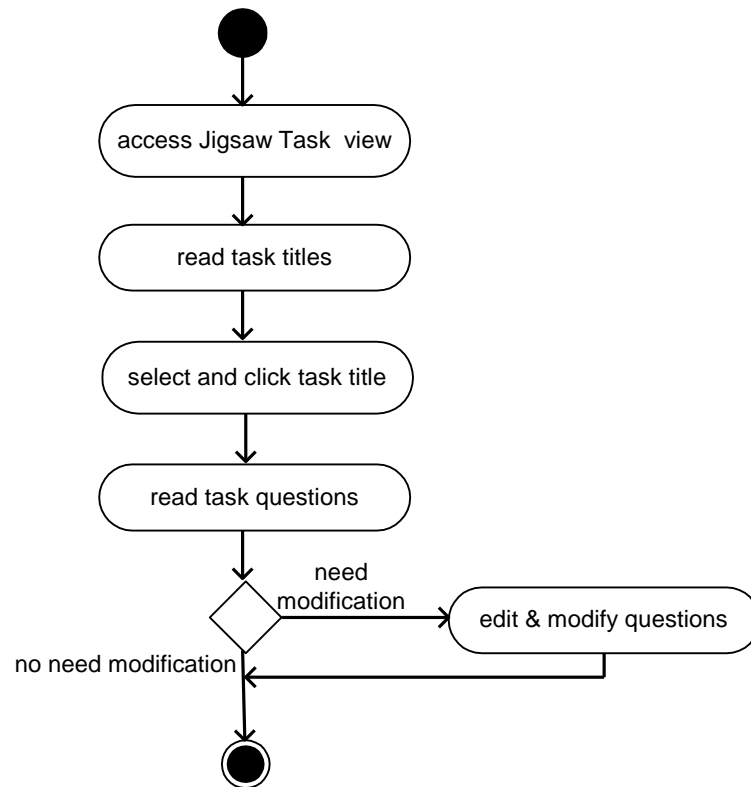 access Jigsaw Task view
read task titles
select and click task title
read task questions
need
modification
edit & modify questions
no need modification